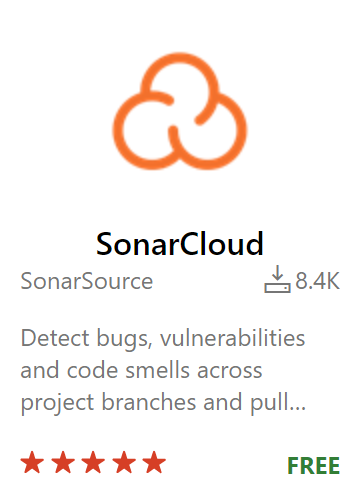 SonarCloud
SonarSource 8.4K
Detect bugs, vulnerabilities
and code smells across
project branches and pull...
FREE